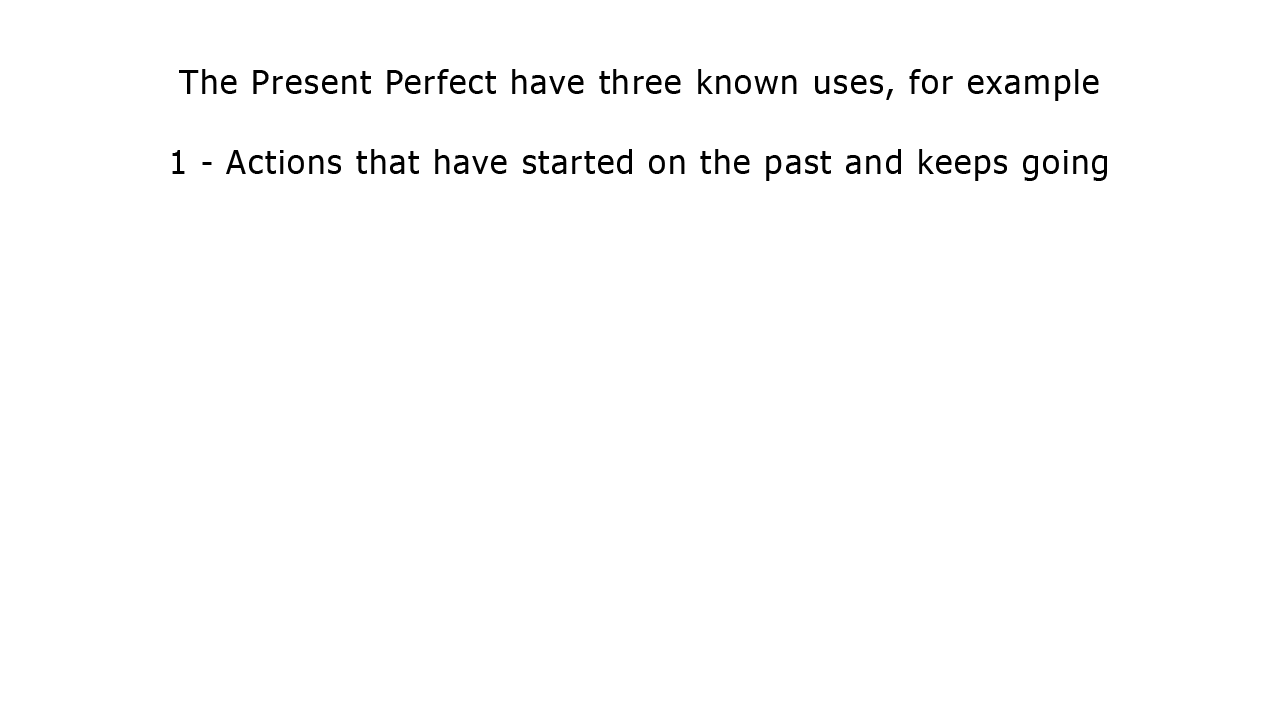 The Present Perfect have three known uses, for example
1 - Actions that have started on the past and keeps going